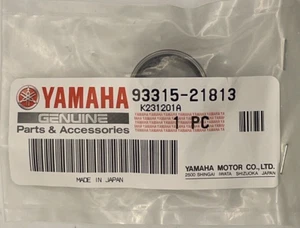 YAMAHA 93315-21813
K231201A
GENUINE
Parts & Accessories
1 PC
YAMAHA MOTOR CO., LTD.
2500 SHINGAI IWATA SHIZUOKA JAPAN
MADE IN JAPAN